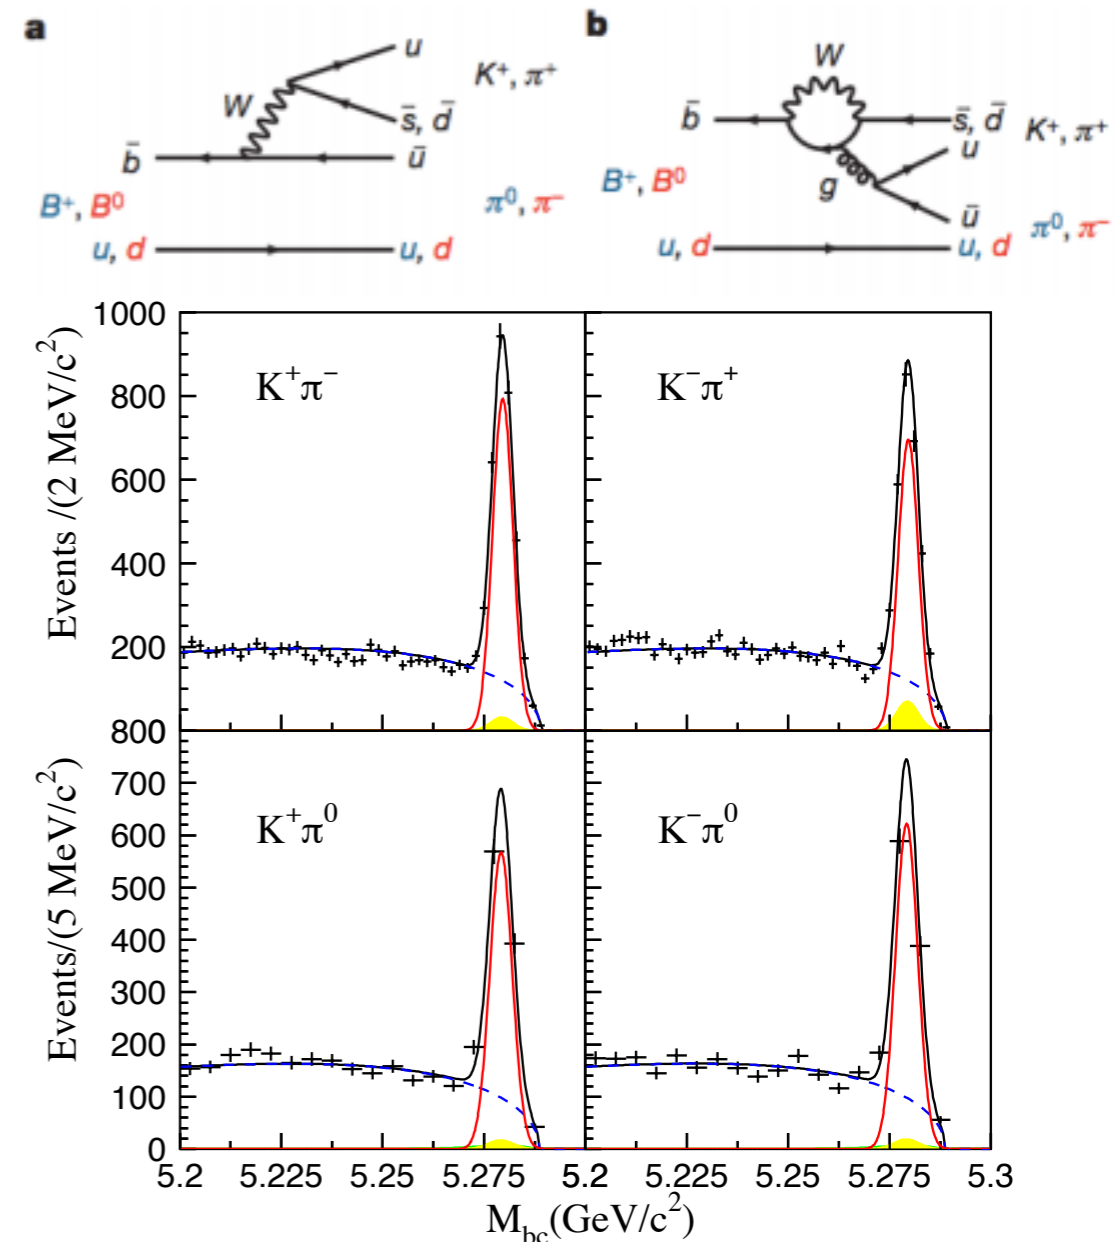 a
b
W
u
s̄, d̄
K⁺, π⁺
b̄
ū
B⁺, B⁰
π⁰, π⁻
u, d
u, d
W
b̄
s̄, d̄
K⁺, π⁺
u
g
B⁺, B⁰
ū
π⁰, π⁻
u, d
u, d
1000
800
600
400
200
Events /(2 MeV/c²)
K⁺π⁻
K⁻π⁺
800
700
600
500
400
300
200
100
0
Events/(5 MeV/c²)
K⁺π⁰
K⁻π⁰
5.2 5.225 5.25 5.275 5.2 5.225 5.25 5.275 5.3
M_bc(GeV/c²)